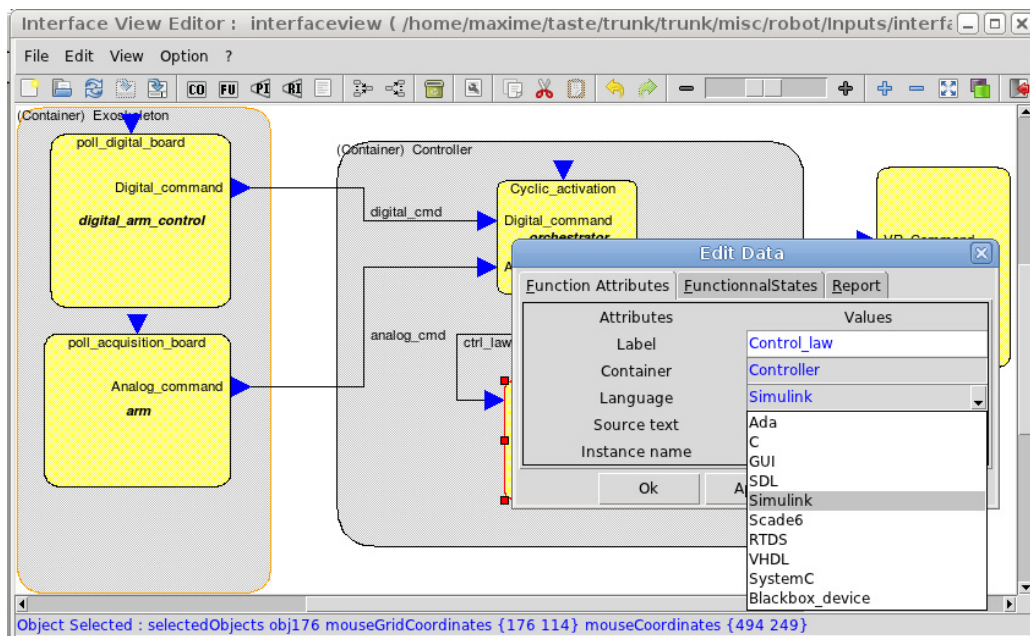 Interface View Editor : interfaceview ( /home/maxime/taste/trunk/trunk/misc/robot/Inputs/interfa
File Edit View Option ?
CO FU PI RI
(Container) Exoskeleton
poll_digital_board
Digital_command
digital_arm_control
poll_acquisition_board
Analog_command
arm
digital_cmd
analog_cmd
(Container) Controller
Cyclic_activation
Digital_command
orchestrator
A
ctrl_law
VR_Command
Edit Data
Function Attributes FunctionnalStates Report
Attributes Values
Label Control_law
Container Controller
Language Simulink
Source text
Instance name
Ok
Ada
C
GUI
SDL
Simulink
Scade6
RTDS
VHDL
SystemC
Blackbox_device
Object Selected : selectedObjects obj176 mouseGridCoordinates {176 114} mouseCoordinates {494 249}